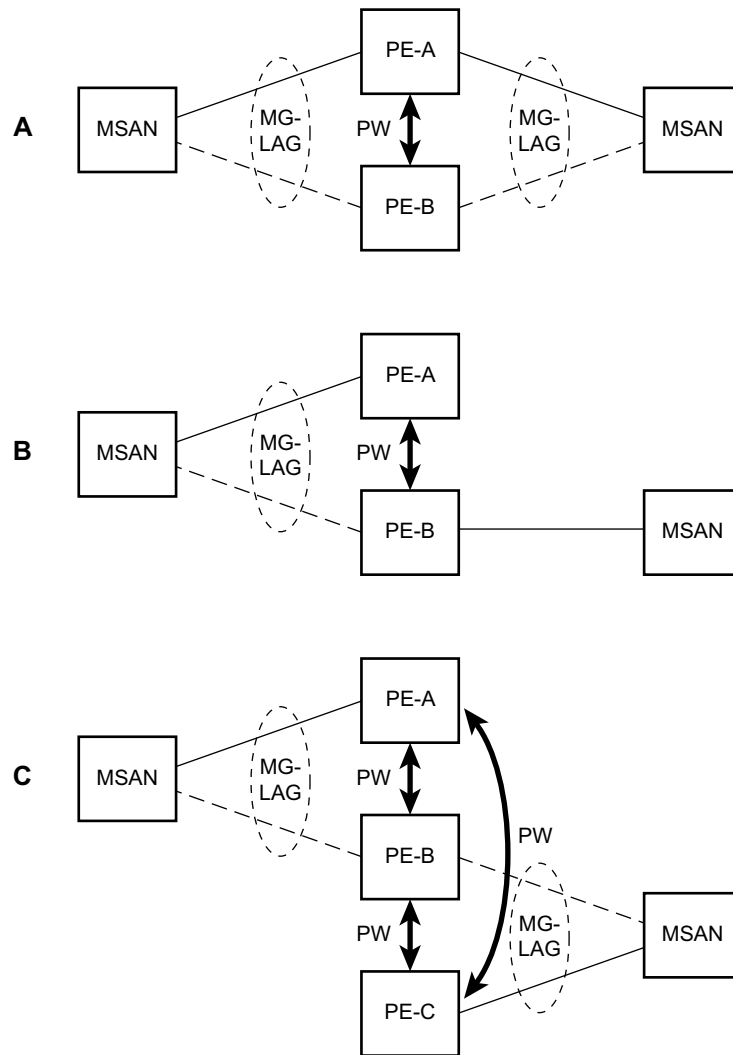 PE-A
A
MSAN
MG-
LAG
PW
MG-
LAG
MSAN
PE-B
PE-A
B
MSAN
MG-
LAG
PW
PE-B
MSAN
PE-A
C
MSAN
MG-
LAG
PW
PW
PE-B
PW
MG-
LAG
MSAN
PE-C